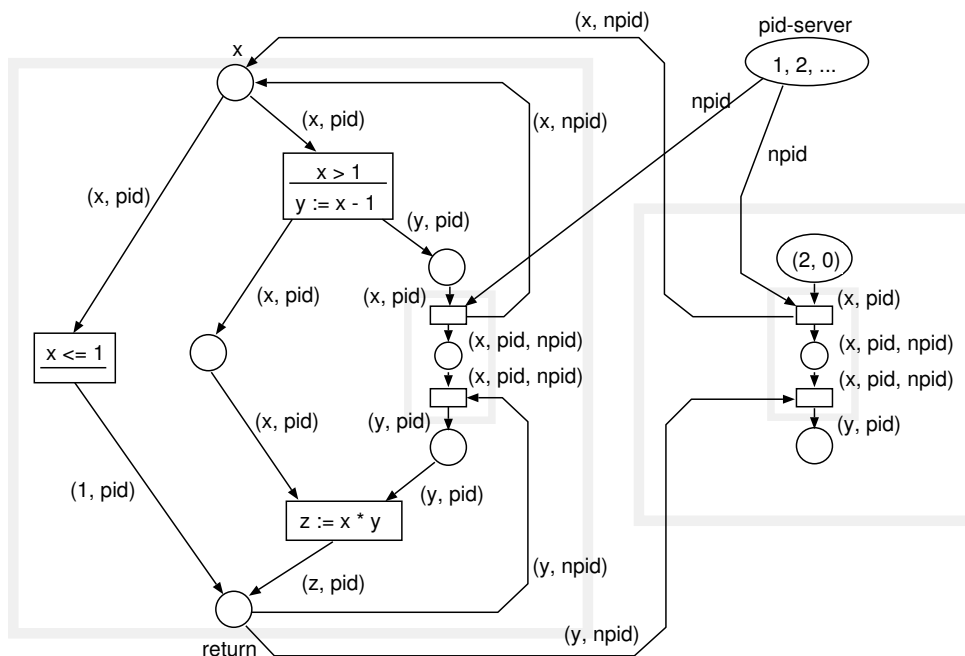 (x, npid)
pid-server
x
1, 2, ...
npid
(x, pid)
(x, npid)
npid
x > 1
y := x - 1
(x, pid)
(y, pid)
(2, 0)
(x, pid)
(x, pid)
(x, pid)
x <= 1
(x, pid, npid)
(x, pid, npid)
(x, pid, npid)
(x, pid, npid)
(x, pid)
(y, pid)
(y, pid)
(1, pid)
(y, pid)
z := x * y
(z, pid)
(y, npid)
(y, npid)
return